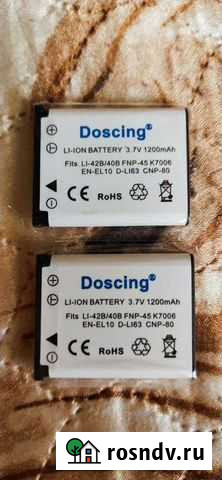 Doscing®
LI-ION BATTERY 3.7V 1200mAh
Fits LI-42B/40B FNP-45 K7006
EN-EL10 D-LI63 CNP-80
RoHS
Doscing®
LI-ION BATTERY 3.7V 1200mAh
Fits LI-42B/40B FNP-45 K7006
EN-EL10 D-LI63 CNP-80
RoHS
rosndv.ru